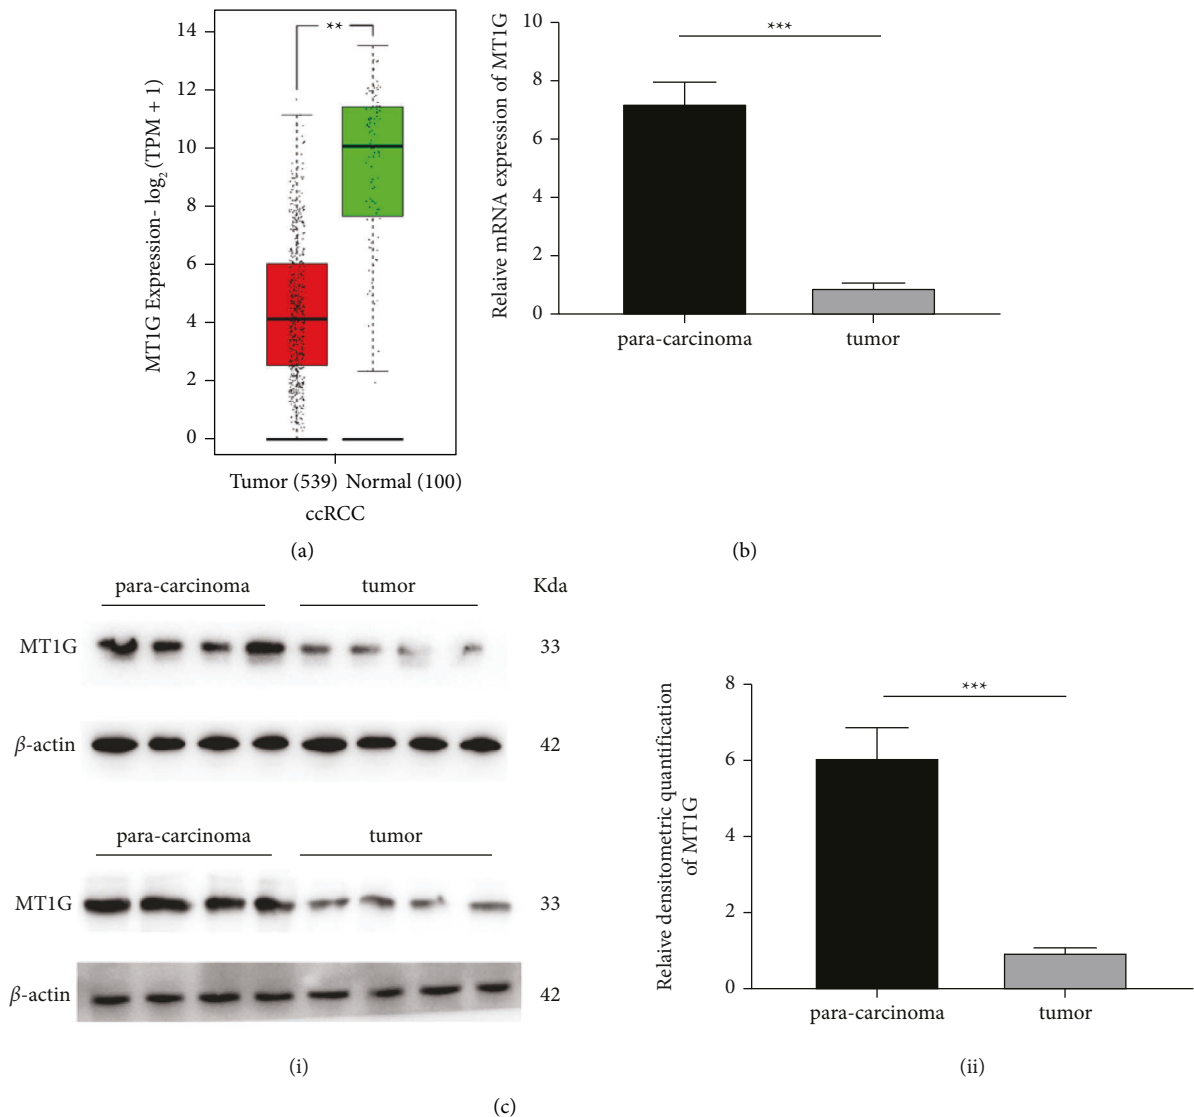 14
12
10
8
6
4
2
0
MT1G Expression- log₂ (TPM + 1)
**
Tumor (539) Normal (100)
ccRCC
(a)
10
8
6
4
2
0
Relaive mRNA expression of MT1G
***
para-carcinoma tumor
(b)
para-carcinoma tumor Kda
MT1G 33
β-actin 42
para-carcinoma tumor
MT1G 33
β-actin 42
(i)
8
6
4
2
0
Relaive densitometric quantification
of MT1G
***
para-carcinoma tumor
(ii)
(c)